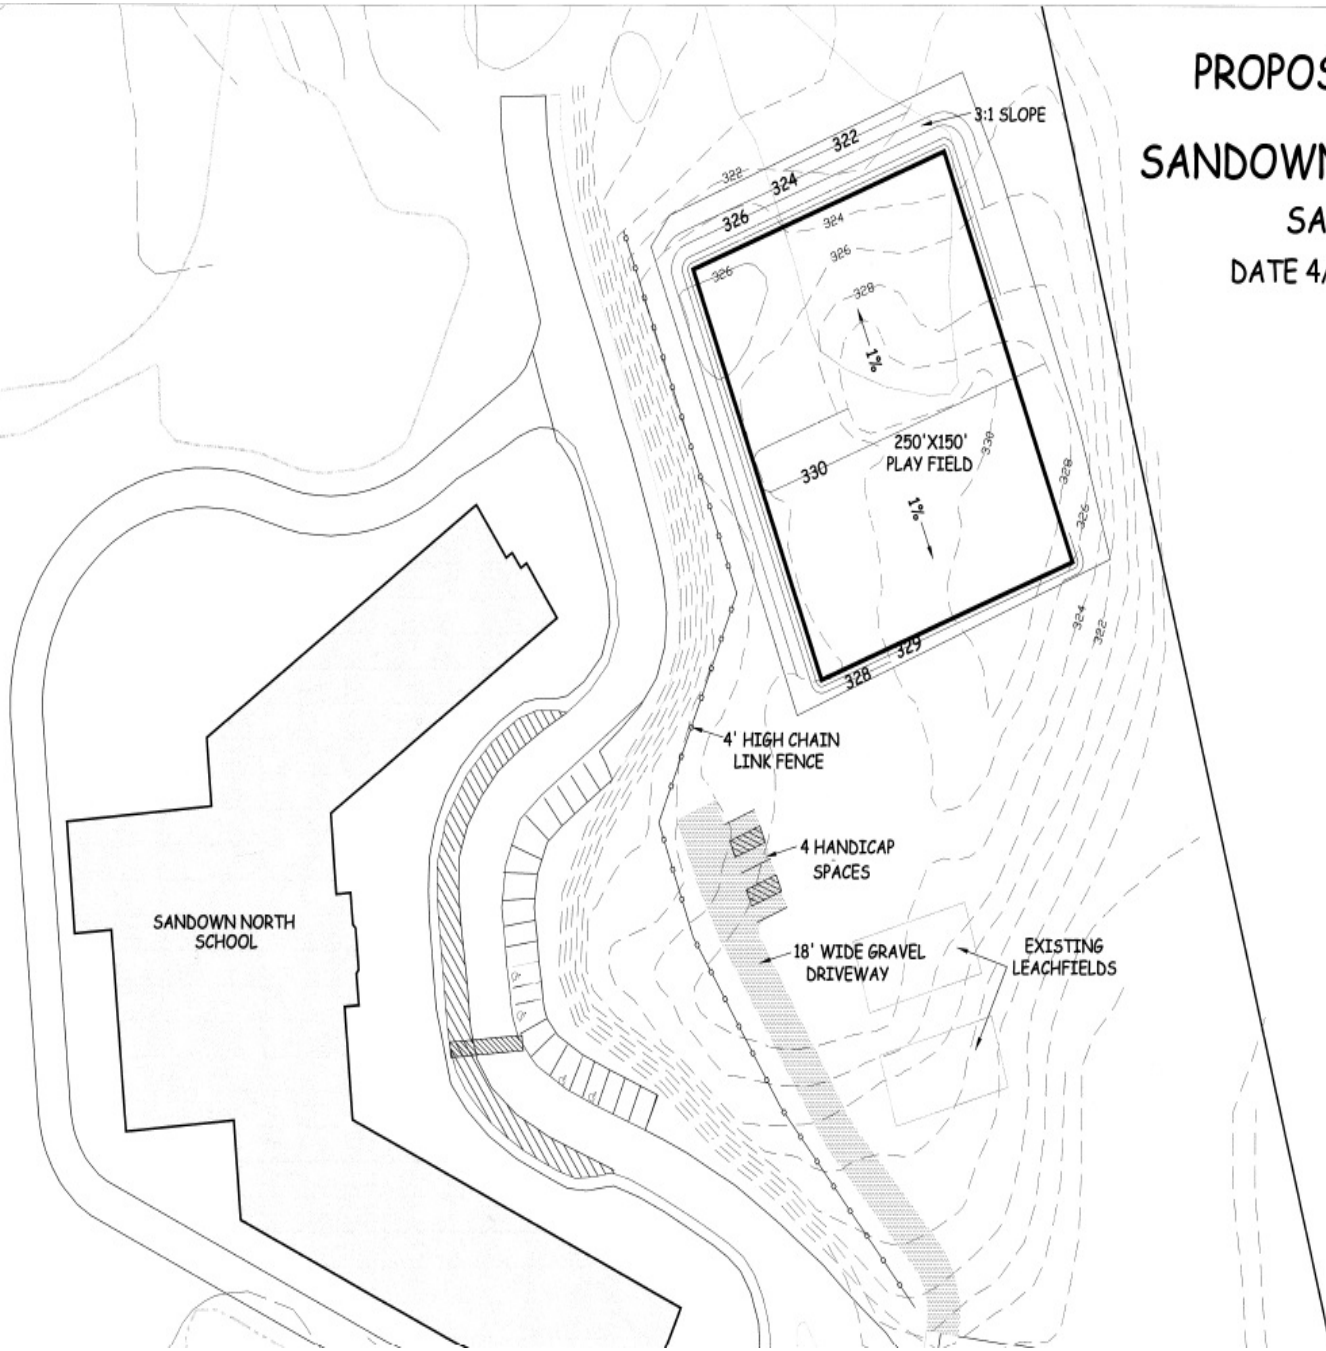 PROPOS
SANDOWN
SA
DATE 4/
3:1 SLOPE
322
322
324
326
324
326
326
328
1%
250'X150'
PLAY FIELD
330
330
328
1%
326
324
322
329
328
4' HIGH CHAIN
LINK FENCE
4 HANDICAP
SPACES
SANDOWN NORTH
SCHOOL
18' WIDE GRAVEL
DRIVEWAY
EXISTING
LEACHFIELDS